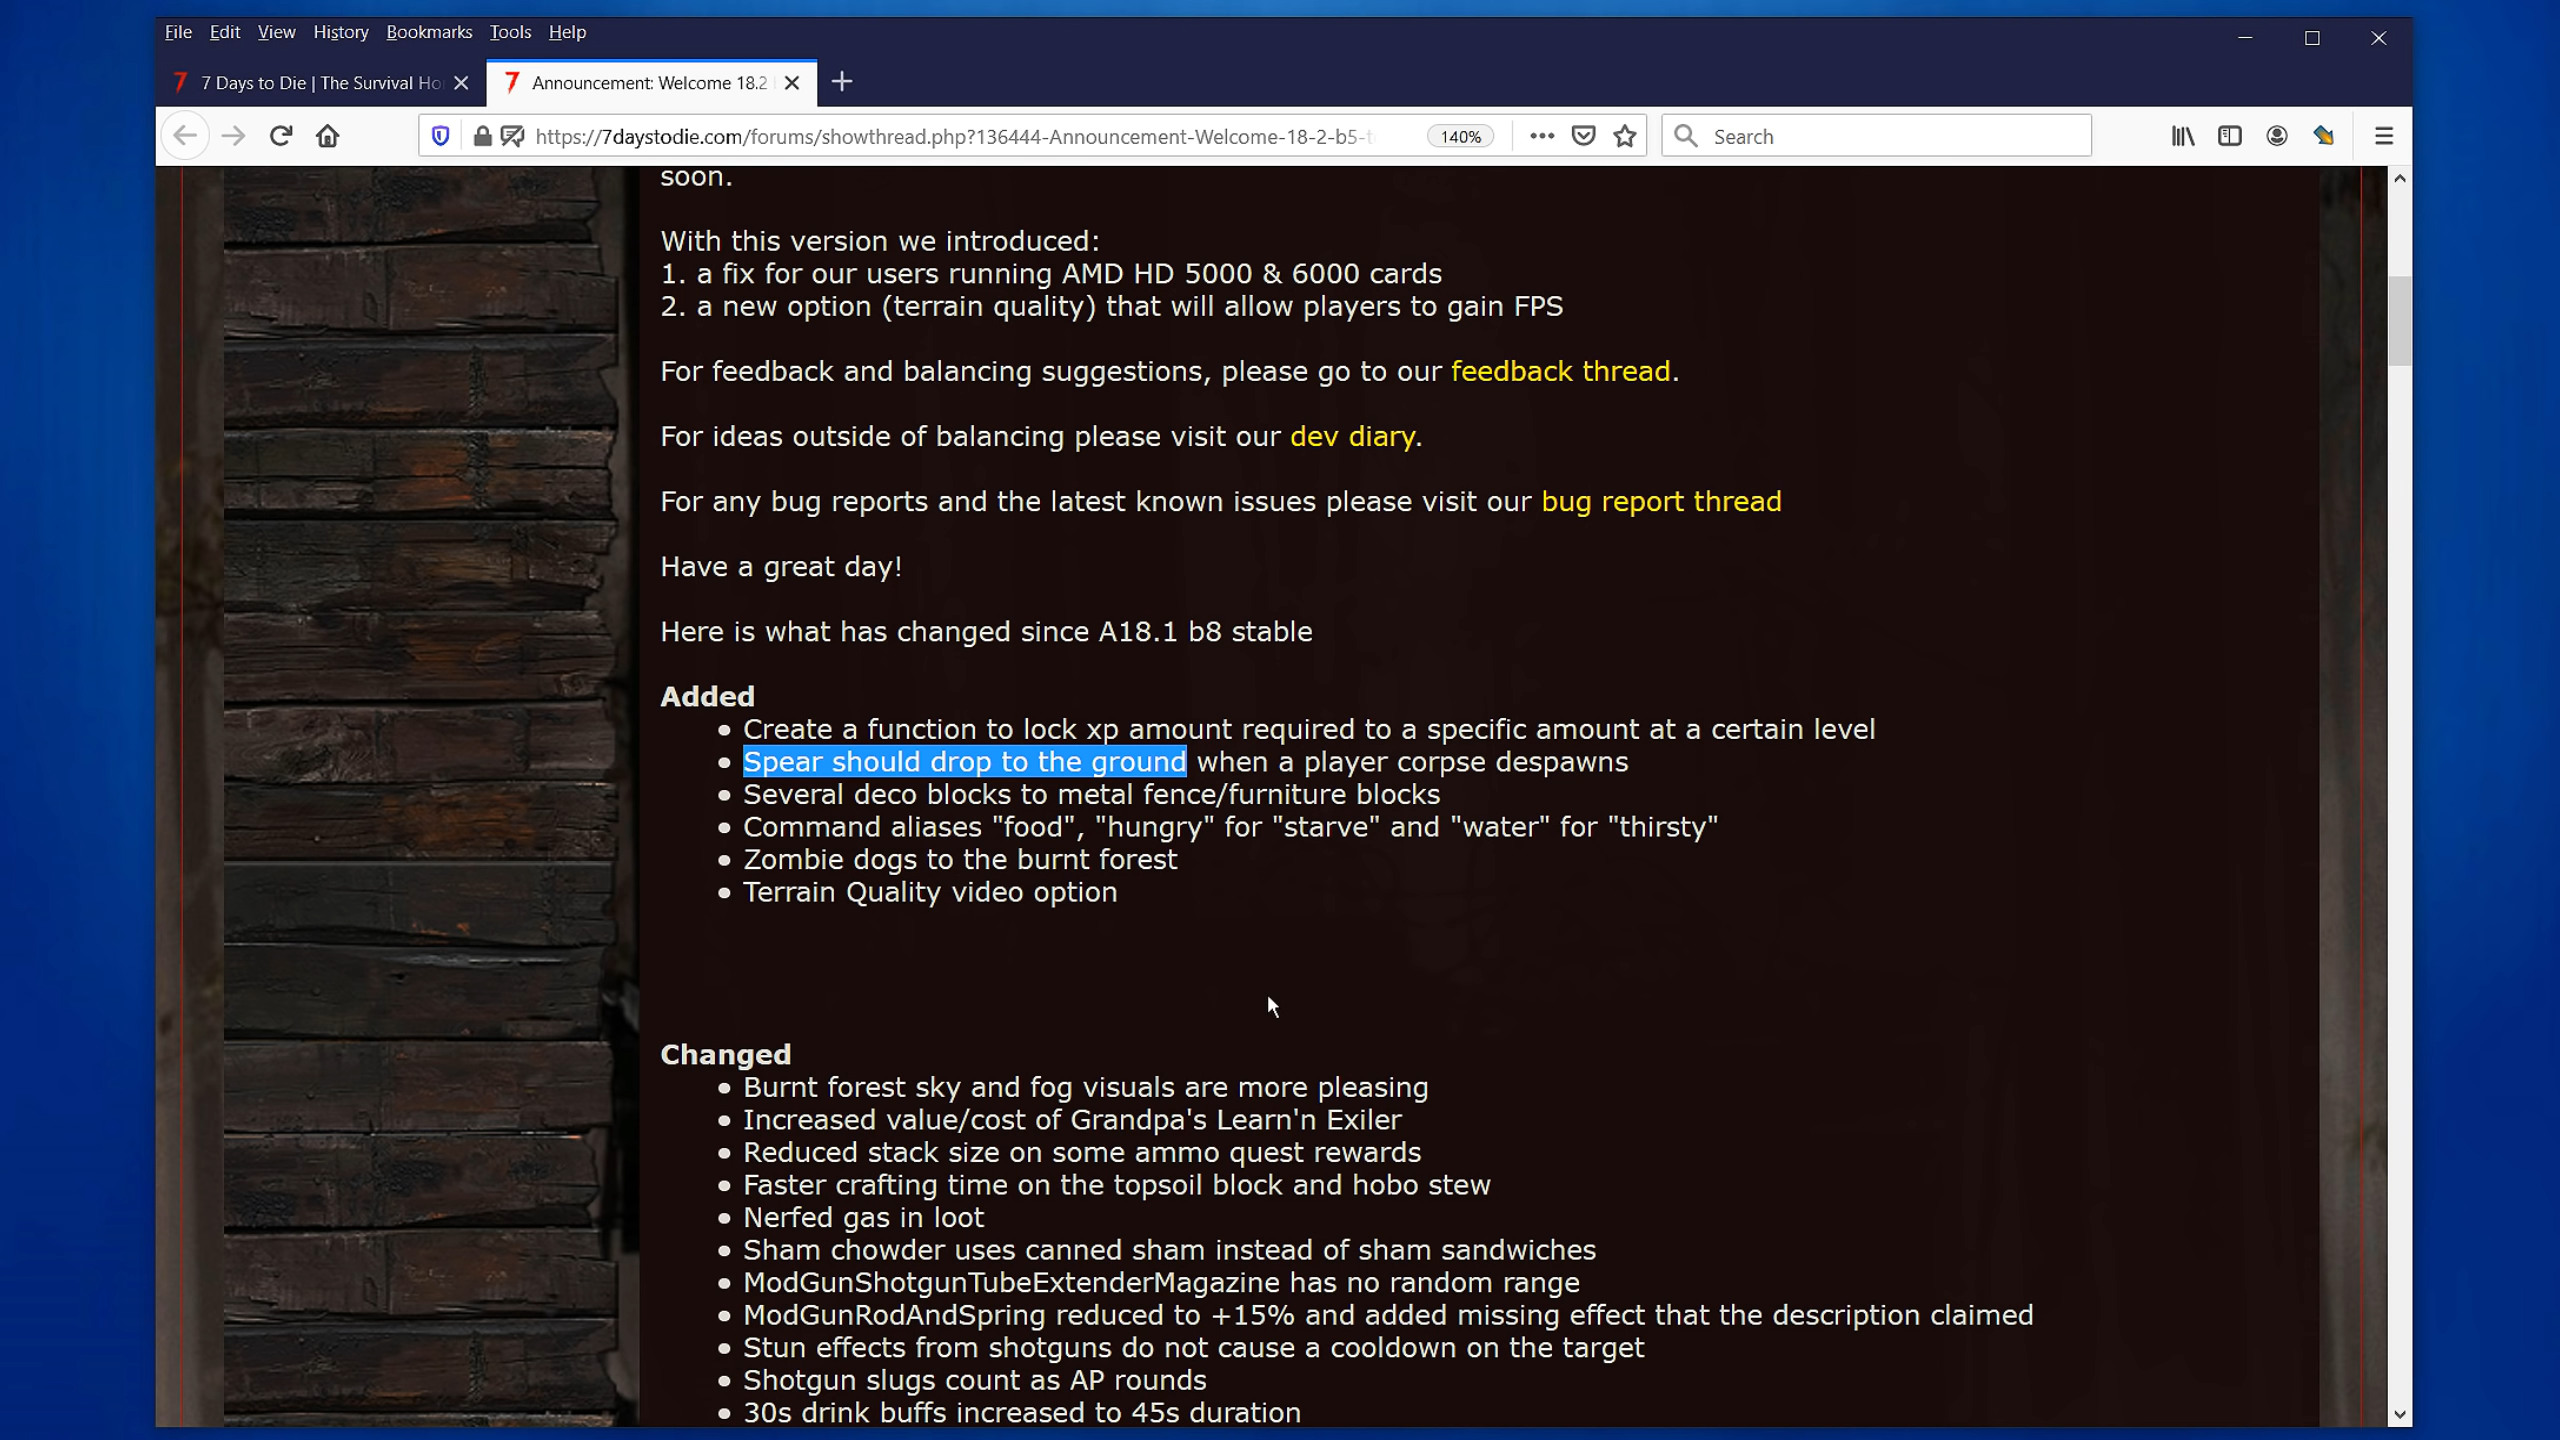 File Edit View History Bookmarks Tools Help
7 Days to Die | The Survival Ho
Announcement: Welcome 18.2
https://7daystodie.com/forums/showthread.php?136444-Announcement-Welcome-18-2-b5-t
140%
Search
soon.
With this version we introduced:
1. a fix for our users running AMD HD 5000 & 6000 cards
2. a new option (terrain quality) that will allow players to gain FPS
For feedback and balancing suggestions, please go to our feedback thread.
For ideas outside of balancing please visit our dev diary.
For any bug reports and the latest known issues please visit our bug report thread
Have a great day!
Here is what has changed since A18.1 b8 stable
Added
• Create a function to lock xp amount required to a specific amount at a certain level
• Spear should drop to the ground when a player corpse despawns
• Several deco blocks to metal fence/furniture blocks
• Command aliases "food", "hungry" for "starve" and "water" for "thirsty"
• Zombie dogs to the burnt forest
• Terrain Quality video option
Changed
• Burnt forest sky and fog visuals are more pleasing
• Increased value/cost of Grandpa's Learn'n Exiler
• Reduced stack size on some ammo quest rewards
• Faster crafting time on the topsoil block and hobo stew
• Nerfed gas in loot
• Sham chowder uses canned sham instead of sham sandwiches
• ModGunShotgunTubeExtenderMagazine has no random range
• ModGunRodAndSpring reduced to +15% and added missing effect that the description claimed
• Stun effects from shotguns do not cause a cooldown on the target
• Shotgun slugs count as AP rounds
• 30s drink buffs increased to 45s duration